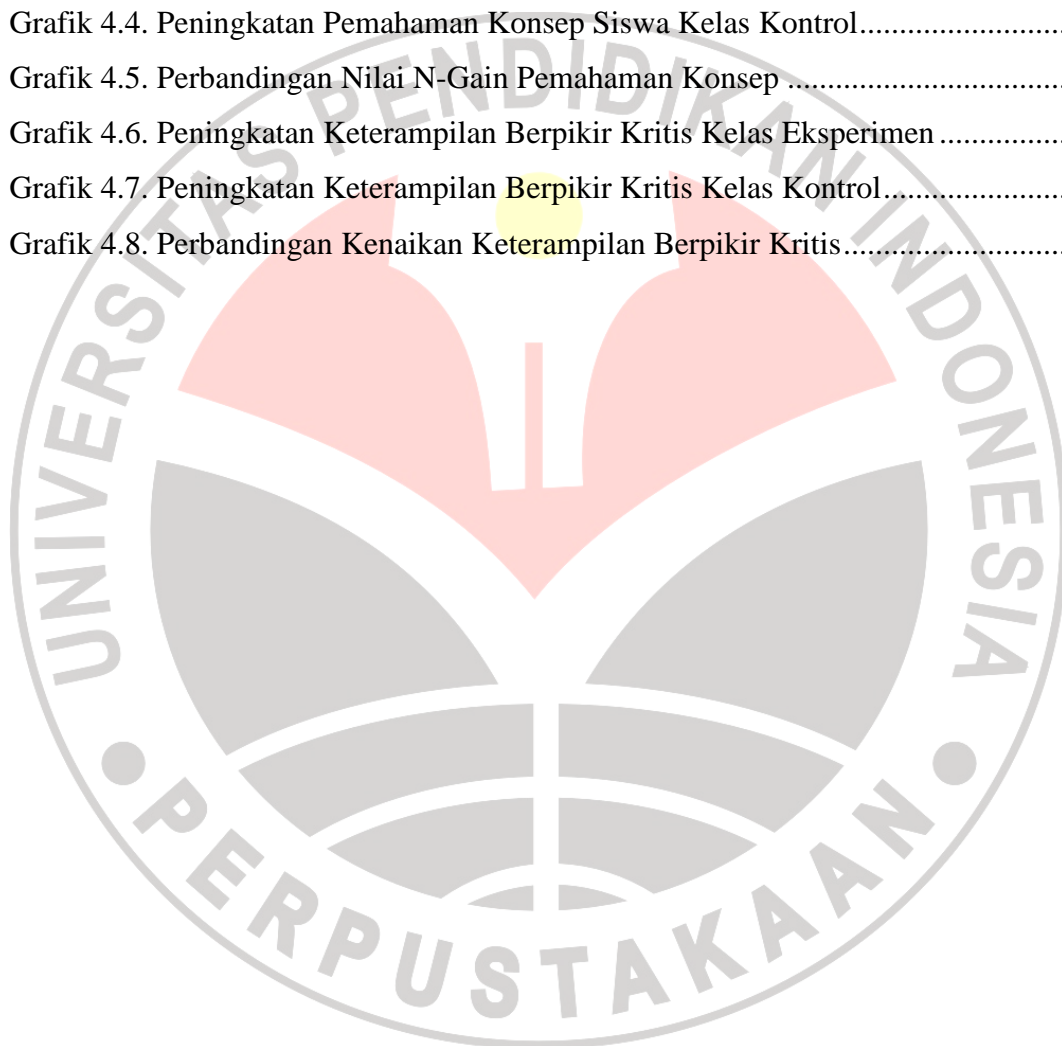 Grafik 4.4. Peningkatan Pemahaman Konsep Siswa Kelas Kontrol...........................
Grafik 4.5. Perbandingan Nilai N-Gain Pemahaman Konsep ....................................
Grafik 4.6. Peningkatan Keterampilan Berpikir Kritis Kelas Eksperimen ................
Grafik 4.7. Peningkatan Keterampilan Berpikir Kritis Kelas Kontrol.......................
Grafik 4.8. Perbandingan Kenaikan Keterampilan Berpikir Kritis............................
UNIVERSITAS PENDIDIKAN INDONESIA
PERPUSTAKAAN